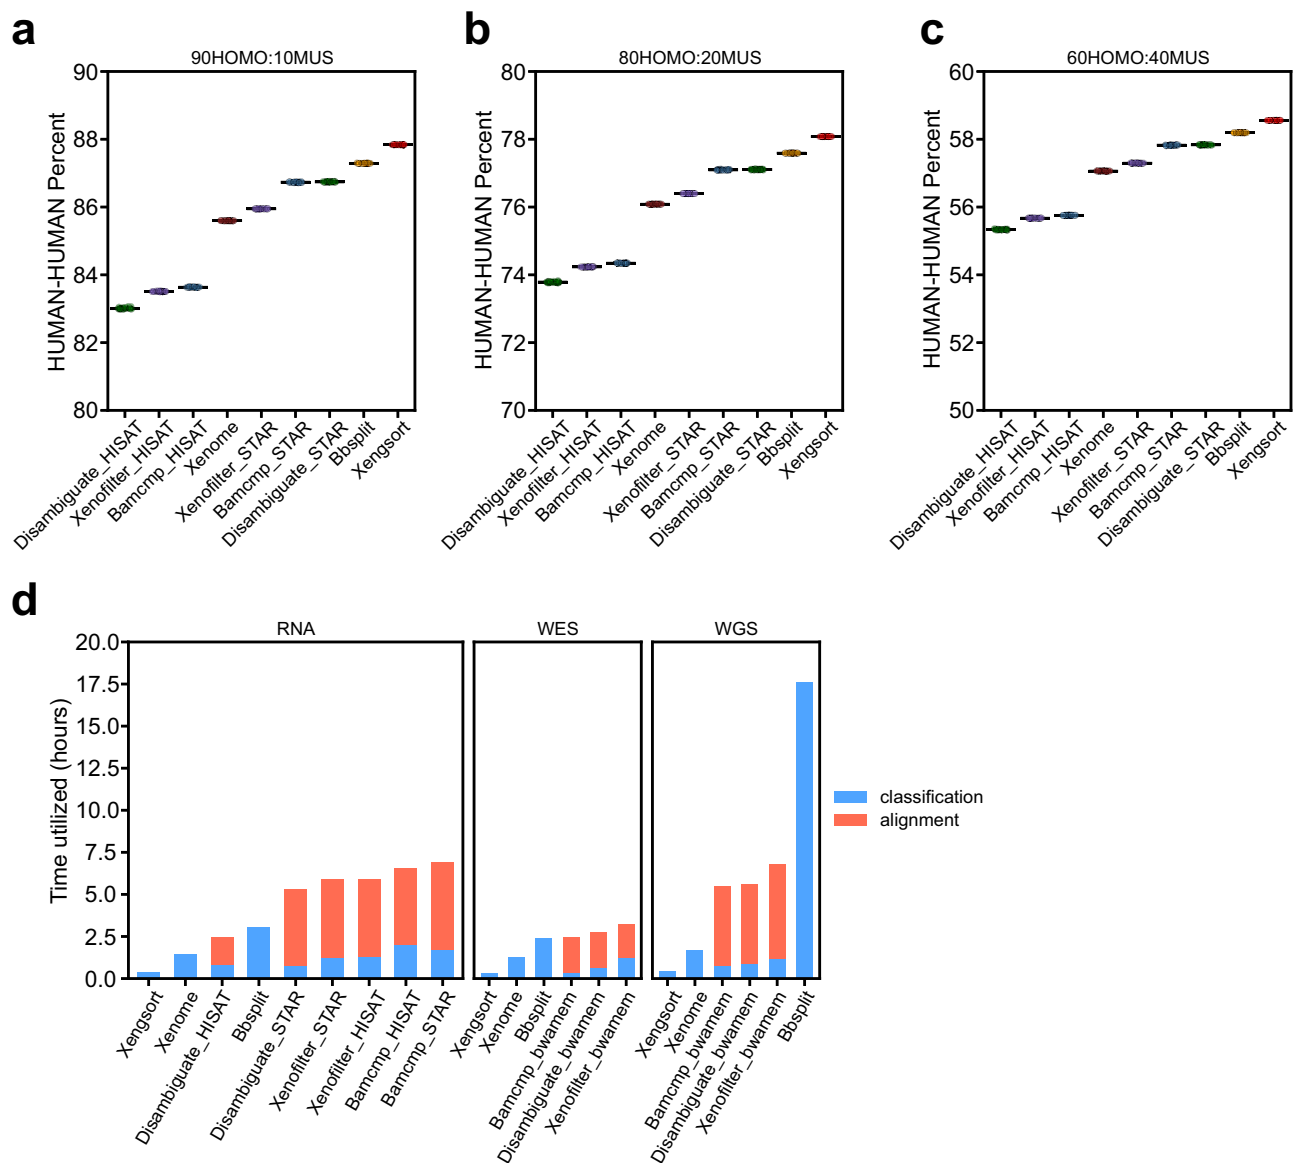 a
90HOMO:10MUS
HUMAN-HUMAN Percent
90
88
86
84
82
80
Disambiguate_HISAT
Xenofilter_HISAT
Bamcmp_HISAT
Xenome
Xenofilter_STAR
Bamcmp_STAR
Disambiguate_STAR
Bbsplit
Xengsort
b
80HOMO:20MUS
HUMAN-HUMAN Percent
80
78
76
74
72
70
Disambiguate_HISAT
Xenofilter_HISAT
Bamcmp_HISAT
Xenome
Xenofilter_STAR
Bamcmp_STAR
Disambiguate_STAR
Bbsplit
Xengsort
c
60HOMO:40MUS
HUMAN-HUMAN Percent
60
58
56
54
52
50
Disambiguate_HISAT
Xenofilter_HISAT
Bamcmp_HISAT
Xenome
Xenofilter_STAR
Bamcmp_STAR
Disambiguate_STAR
Bbsplit
Xengsort
d
Time utilized (hours)
20.0
17.5
15.0
12.5
10.0
7.5
5.0
2.5
0.0
RNA
Xengsort
Xenome
Disambiguate_HISAT
Bbsplit
Disambiguate_STAR
Xenofilter_STAR
Xenofilter_HISAT
Bamcmp_HISAT
Bamcmp_STAR
WES
Xengsort
Xenome
Bbsplit
Bamcmp_bwamem
Disambiguate_bwamem
Xenofilter_bwamem
WGS
Xengsort
Xenome
Bamcmp_bwamem
Disambiguate_bwamem
Xenofilter_bwamem
Bbsplit
classification
alignment